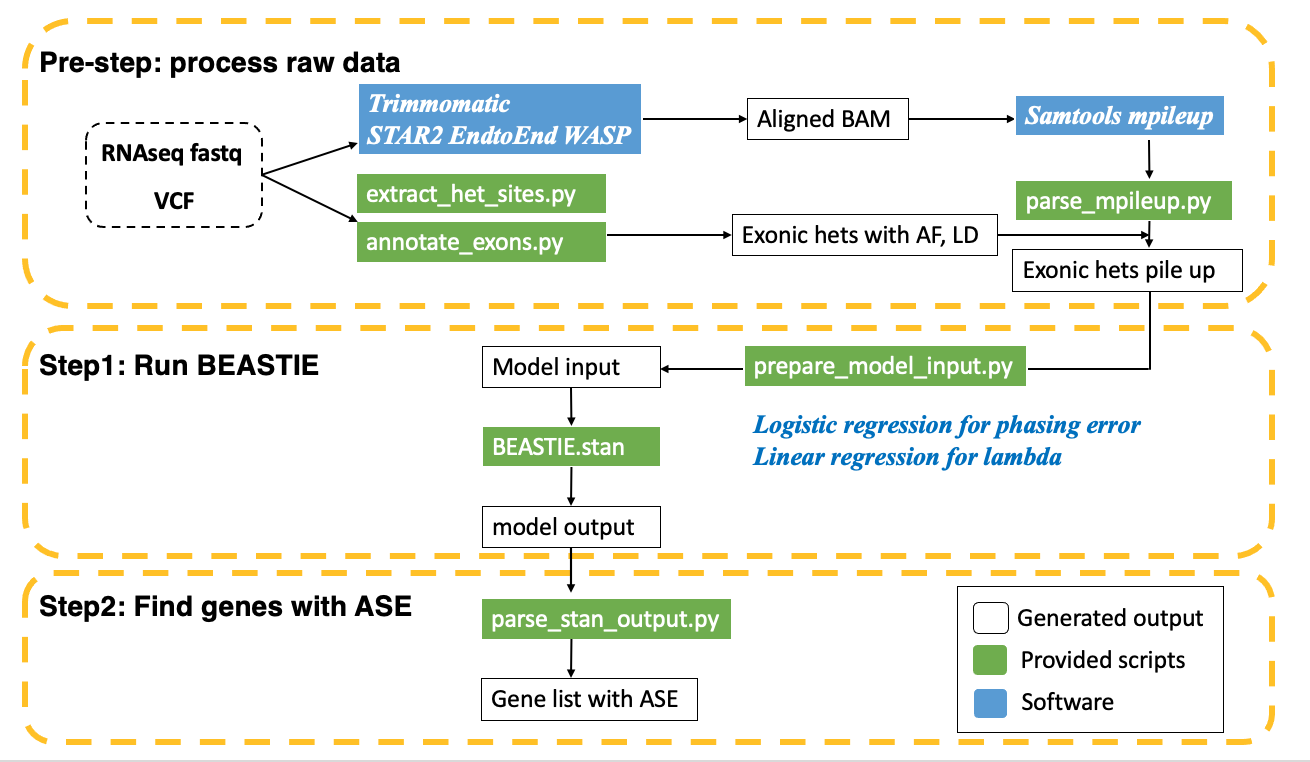 Pre-step: process raw data
RNAseq fastq
VCF
Trimmomatic
STAR2 EndtoEnd WASP
Aligned BAM
Samtools mpileup
extract_het_sites.py
annotate_exons.py
Exonic hets with AF, LD
parse_mpileup.py
Exonic hets pile up
Step1: Run BEASTIE
Model input
prepare_model_input.py
Logistic regression for phasing error
Linear regression for lambda
BEASTIE.stan
model output
Step2: Find genes with ASE
parse_stan_output.py
Gene list with ASE
Generated output
Provided scripts
Software